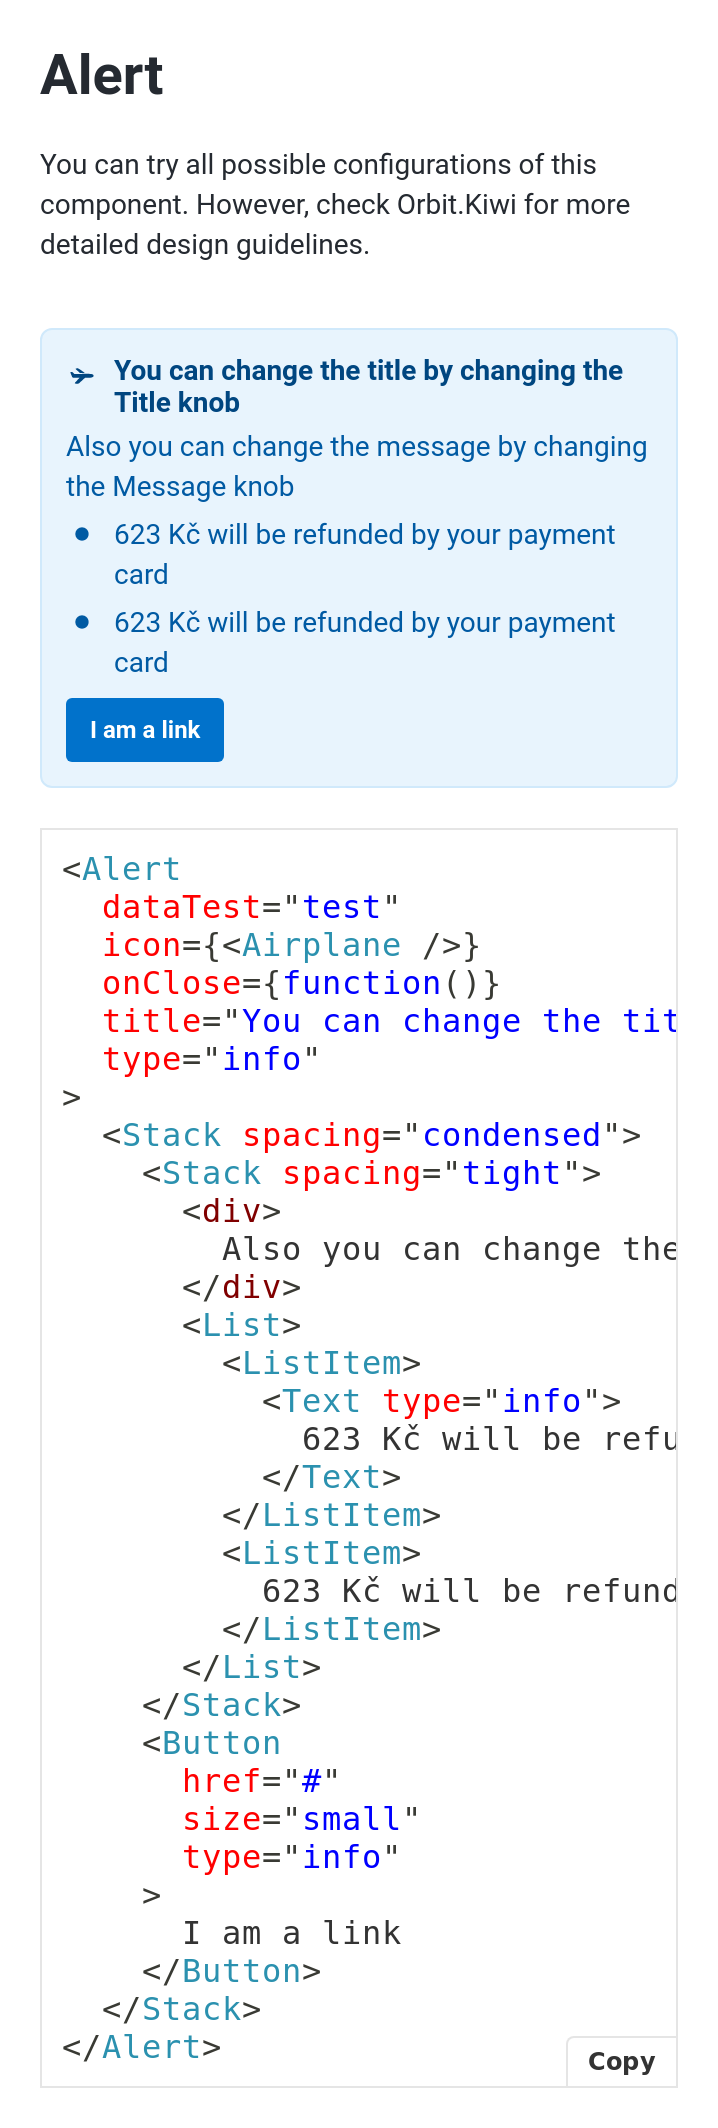 Alert
You can try all possible configurations of this
component. However, check Orbit.Kiwi for more
detailed design guidelines.
You can change the title by changing the
Title knob
Also you can change the message by changing
the Message knob
623 Kč will be refunded by your payment
card
623 Kč will be refunded by your payment
card
I am a link
<Alert
  dataTest="test"
  icon={<Airplane />}
  onClose={function()}
  title="You can change the tit
  type="info"
>
  <Stack spacing="condensed">
    <Stack spacing="tight">
      <div>
        Also you can change the
      </div>
      <List>
        <ListItem>
          <Text type="info">
            623 Kč will be refu
          </Text>
        </ListItem>
        <ListItem>
          623 Kč will be refund
        </ListItem>
      </List>
    </Stack>
    <Button
      href="#"
      size="small"
      type="info"
    >
      I am a link
    </Button>
  </Stack>
</Alert>
Copy